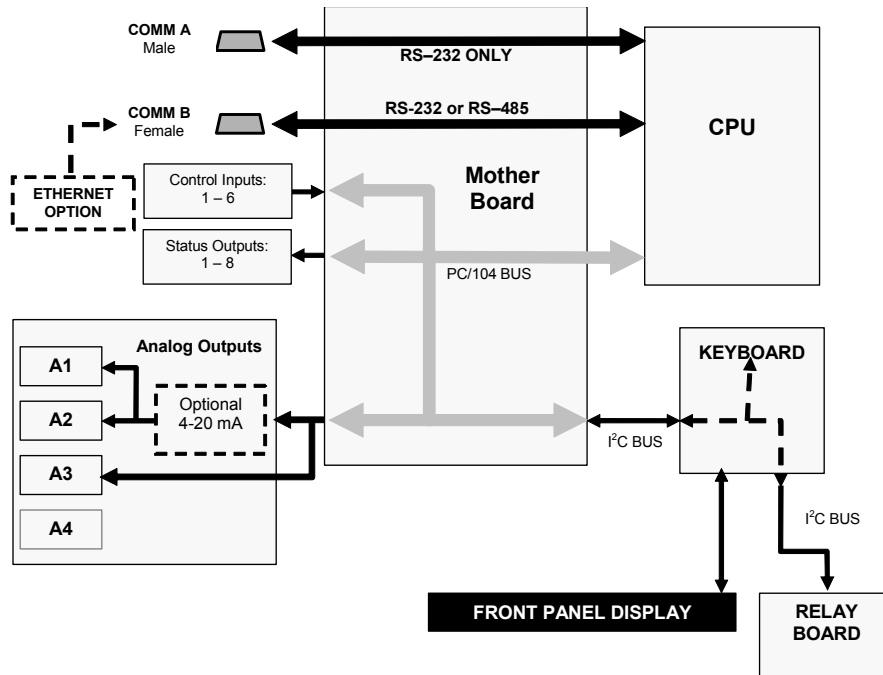 COMM A
Male
RS–232 ONLY
COMM B
Female
RS-232 or RS–485
CPU
ETHERNET
OPTION
Control Inputs:
1 – 6
Mother
Board
Status Outputs:
1 – 8
PC/104 BUS
Analog Outputs
A1
A2
A3
A4
Optional
4-20 mA
KEYBOARD
I²C BUS
I²C BUS
FRONT PANEL DISPLAY
RELAY
BOARD